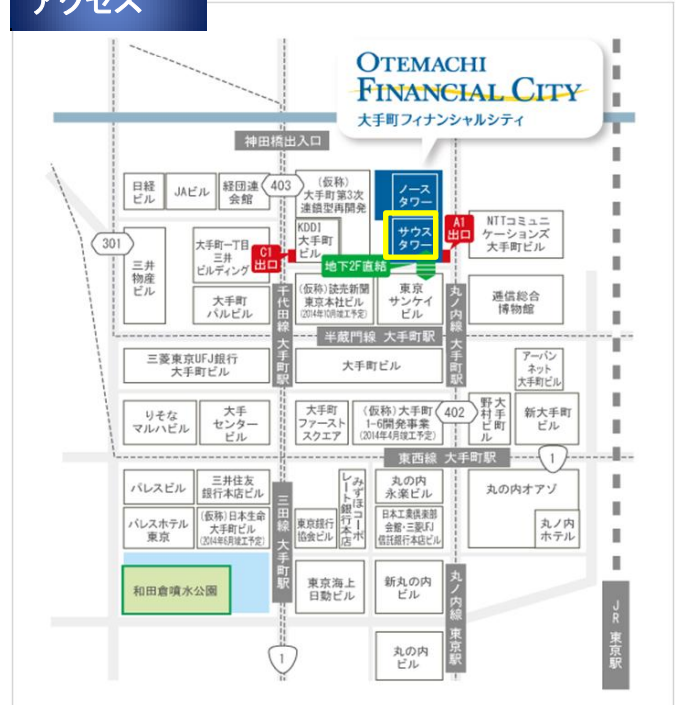 アクセス
OTEMACHI
FINANCIAL CITY
大手町フィナンシャルシティ
神田橋出入口
日経
ビル
JAビル
経団連
会館
403
(仮称)
大手町第3次
連鎖型再開発
ノース
タワー
KDDI
大手町
ビル
サウス
タワー
A1
出口
NTTコミュニ
ケーションズ
大手町ビル
301
三井
物産
ビル
大手町一丁目
三井
ビルディング
C1
出口
地下2F直結
大手町
パルビル
千代田線 大手町駅
(仮称)読売新聞
東京本社ビル
(2014年10月竣工予定)
東京
サンケイ
ビル
丸ノ内線 大手町駅
逓信総合
博物館
半蔵門線 大手町駅
三菱東京UFJ銀行
大手町ビル
大手町ビル
アーバン
ネット
大手町ビル
りそな
マルハビル
大手
センター
ビル
大手町
ファースト
スクエア
(仮称)大手町
1-6開発事業
(2014年4月竣工予定)
402
大手町
野村ビル
新大手町
ビル
東西線 大手町駅
1
パレスビル
三井住友
銀行本店ビル
みずほコーポ
レート銀行本店
丸の内
永楽ビル
丸の内オアゾ
パレスホテル
東京
(仮称)日本生命
大手町ビル
(2014年6月竣工予定)
三田線 大手町駅
東京銀行
協会ビル
日本工業倶楽部
会館・三菱UFJ
信託銀行本店ビル
丸ノ内
ホテル
和田倉噴水公園
東京海上
日動ビル
新丸の内
ビル
丸ノ内線 東京駅
JR 東京駅
1
丸の内
ビル